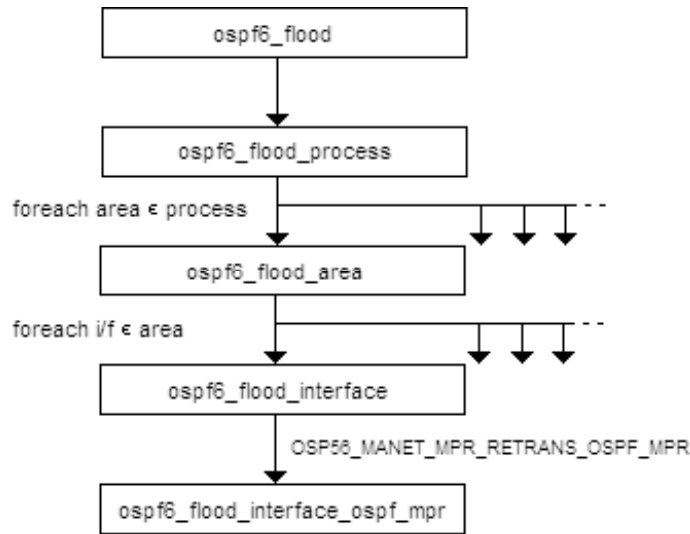 ospf6_flood
ospf6_flood_process
foreach area ϵ process
ospf6_flood_area
foreach i/f ϵ area
ospf6_flood_interface
OSP56_MANET_MPR_RETRANS_OSPF_MPR
ospf6_flood_interface_ospf_mpr